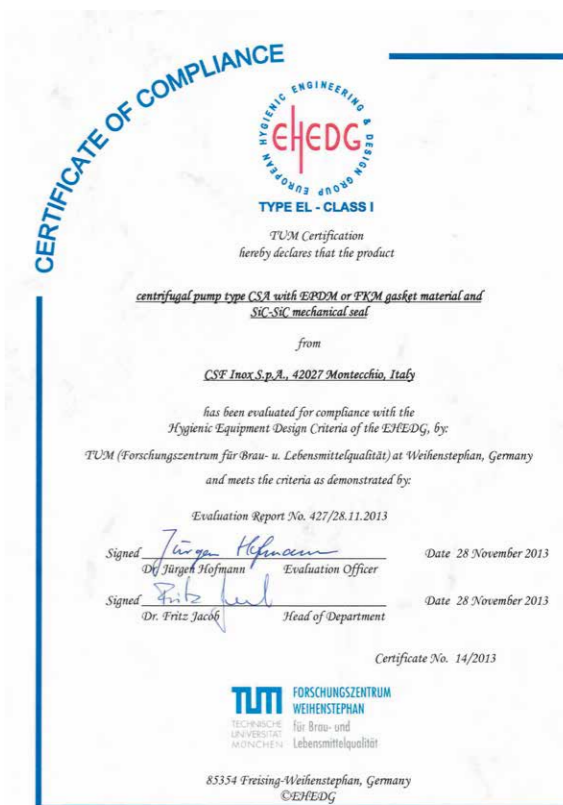 CERTIFICATE OF COMPLIANCE
EUROPEAN HYGIENIC ENGINEERING & DESIGN GROUP
EHEDG
TYPE EL - CLASS I
TUM Certification
hereby declares that the product
centrifugal pump type CSA with EPDM or FKM gasket material and
SiC-SiC mechanical seal
from
CSF Inox S.p.A., 42027 Montecchio, Italy
has been evaluated for compliance with the
Hygienic Equipment Design Criteria of the EHEDG, by:
TUM (Forschungszentrum für Brau- u. Lebensmittelqualität) at Weihenstephan, Germany
and meets the criteria as demonstrated by:
Evaluation Report No. 427/28.11.2013
Signed Jürgen Hofmann Date 28 November 2013
Dr. Jürgen Hofmann Evaluation Officer
Signed Fritz Jacob Date 28 November 2013
Dr. Fritz Jacob Head of Department
Certificate No. 14/2013
TUM FORSCHUNGSZENTRUM
WEIHENSTEPHAN
TECHNISCHE für Brau- und
UNIVERSITÄT Lebensmittelqualität
MÜNCHEN
85354 Freising-Weihenstephan, Germany
©EHEDG